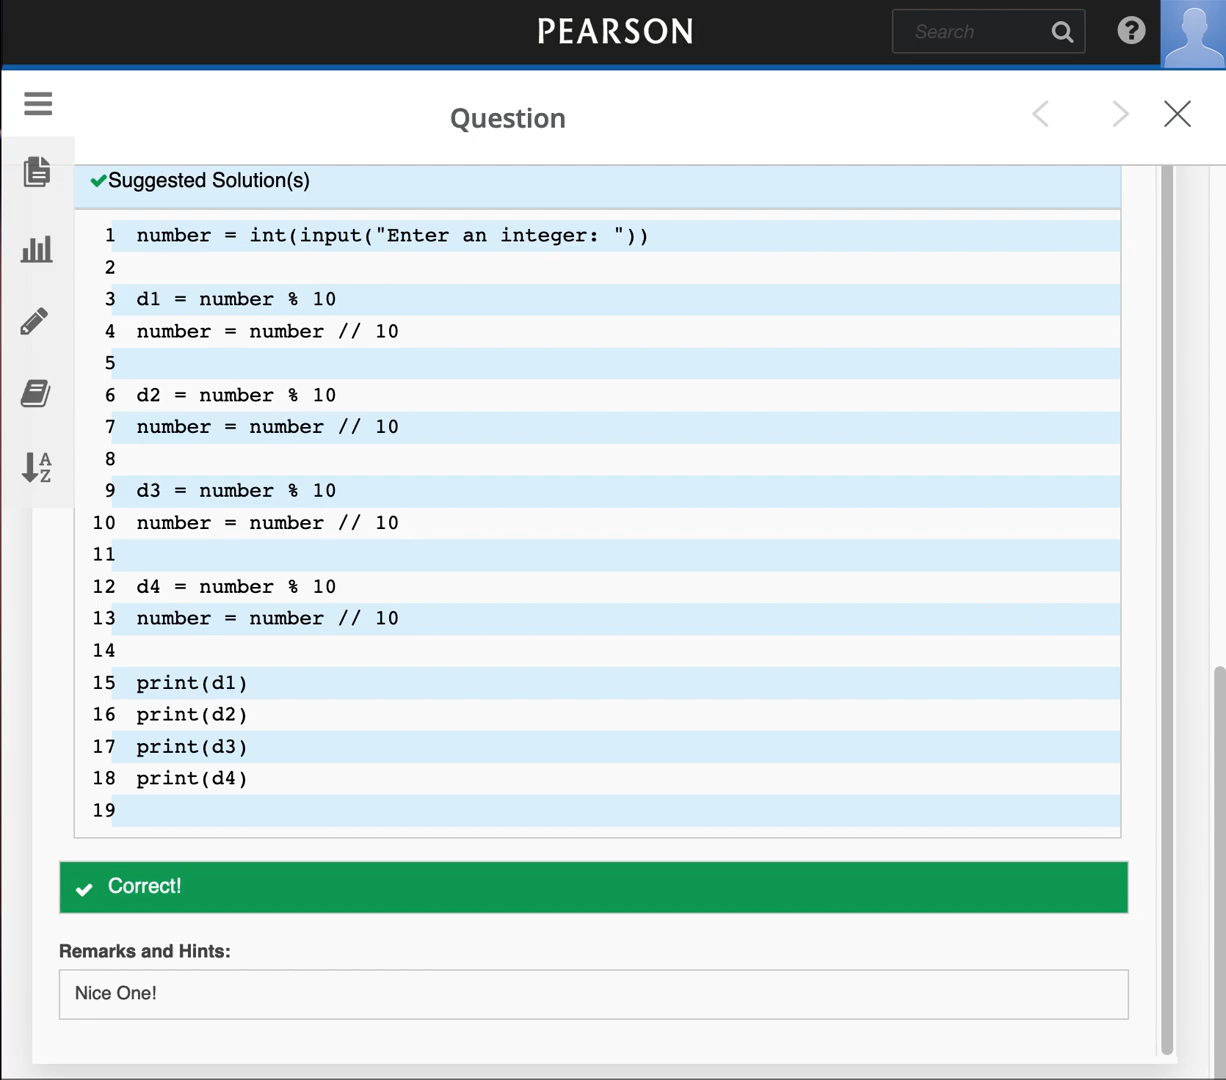 PEARSON
Search
Question
Suggested Solution(s)
1 number = int(input("Enter an integer: "))
2
3 d1 = number % 10
4 number = number // 10
5
6 d2 = number % 10
7 number = number // 10
8
9 d3 = number % 10
10 number = number // 10
11
12 d4 = number % 10
13 number = number // 10
14
15 print(d1)
16 print(d2)
17 print(d3)
18 print(d4)
19
Correct!
Remarks and Hints:
Nice One!
A
Z